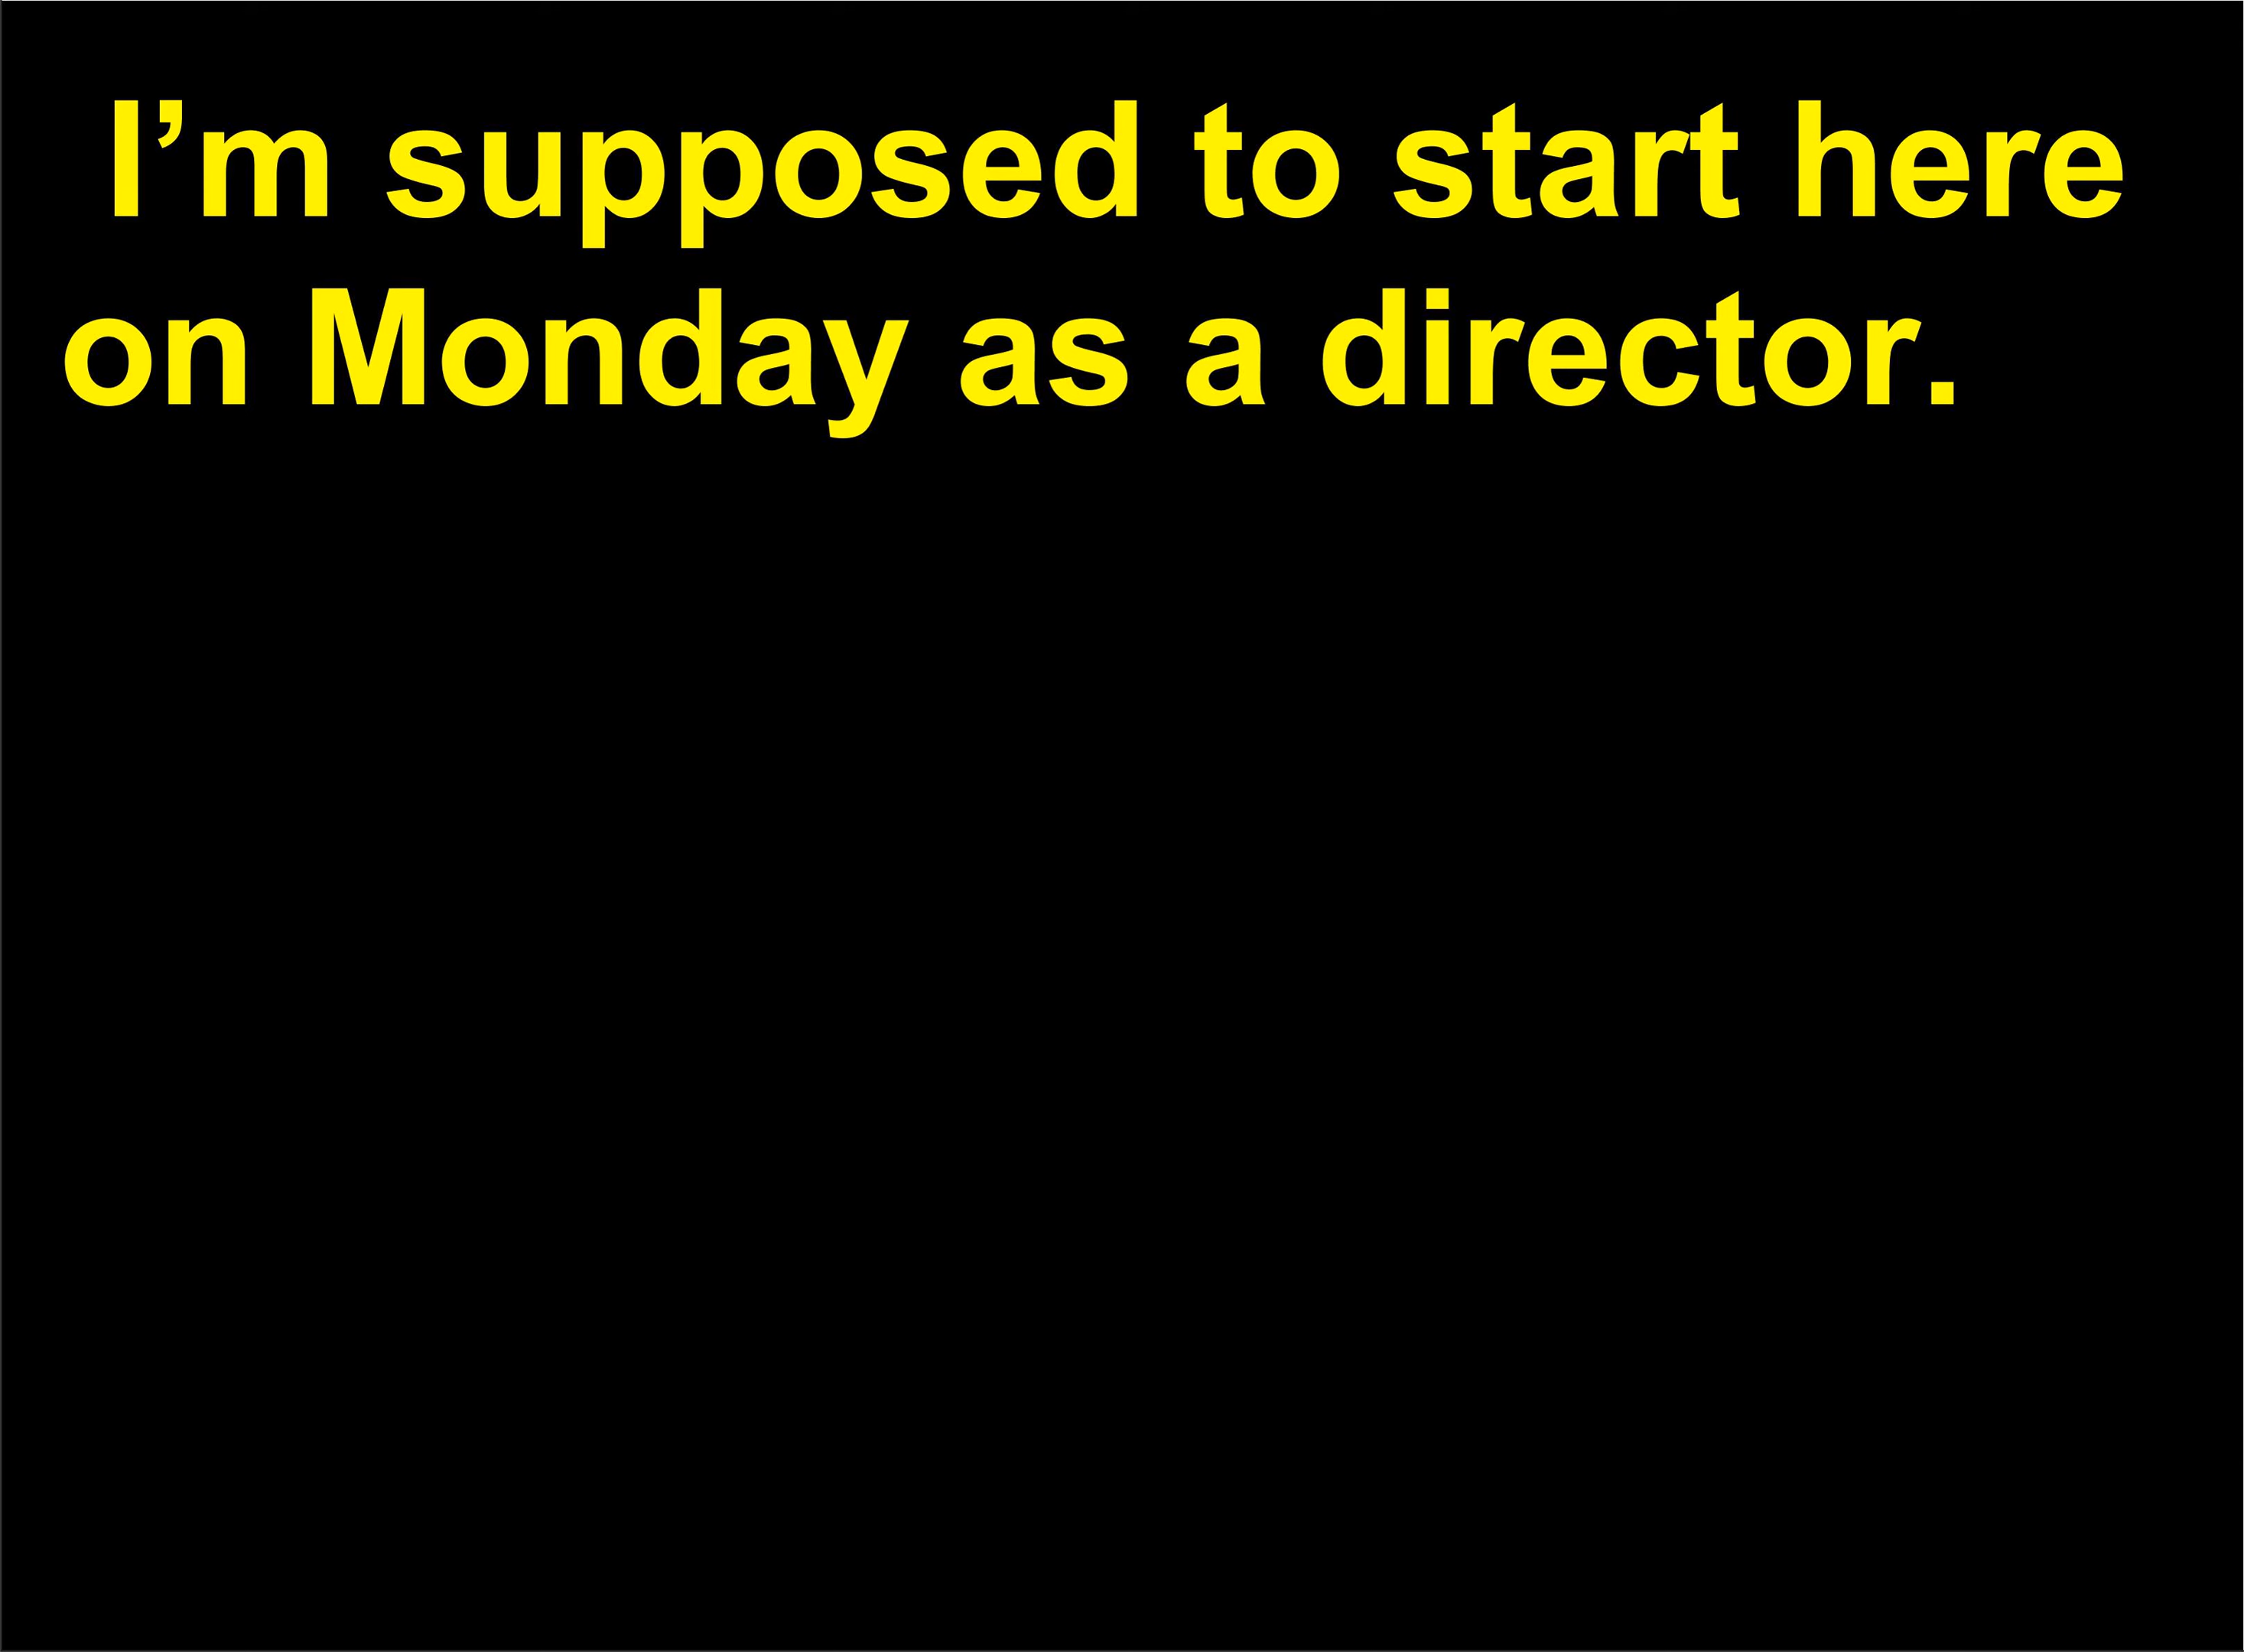 I’m supposed to start here
on Monday as a director.